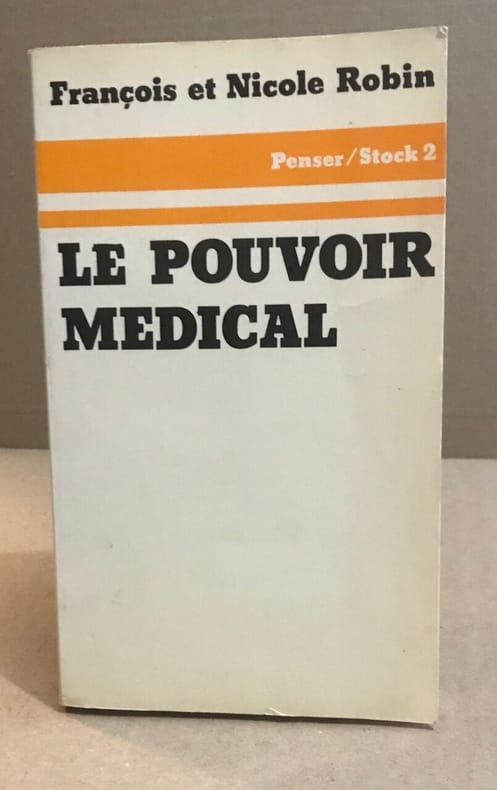 François et Nicole Robin
Penser/Stock 2
LE POUVOIR
MEDICAL